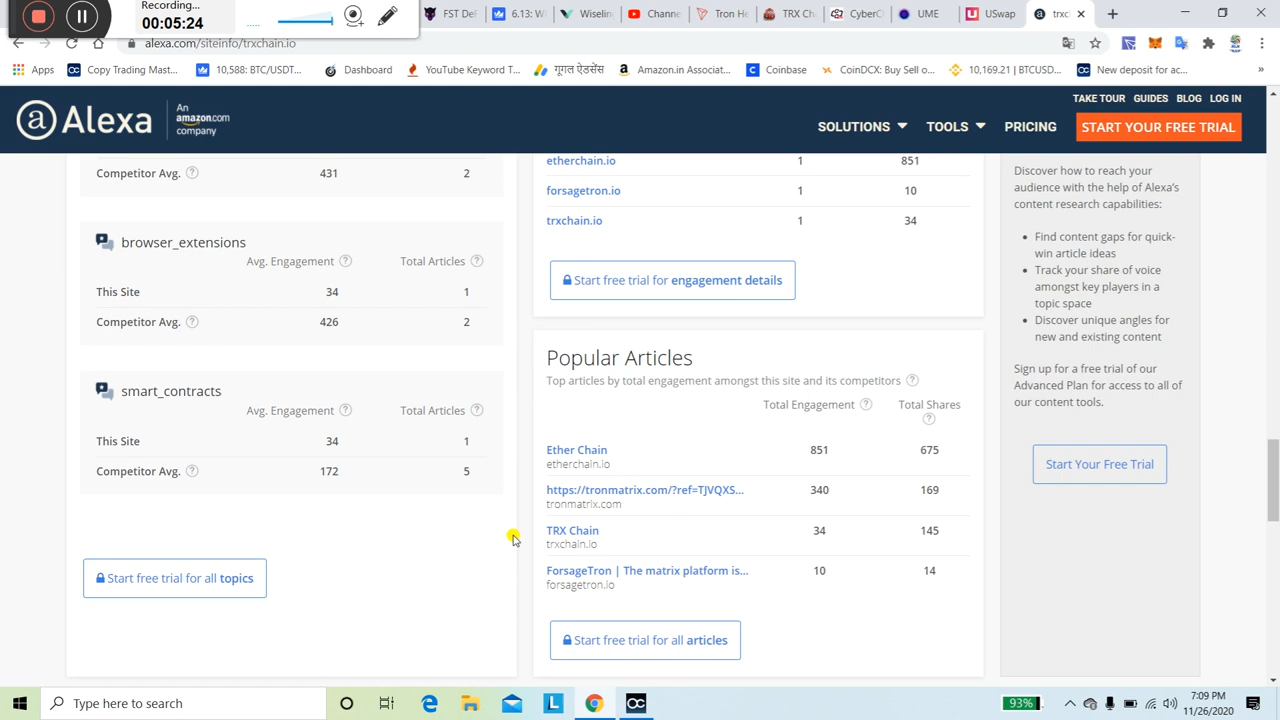 Recording...
00:05:24
FST Def
6.13: W
Wiseling
Channe
Tron He
TRX Ch
CyberC
UME
USwap
trxc
alexa.com/siteinfo/trxchain.io
Apps
Copy Trading Mast...
10,588: BTC/USDT...
Dashboard
YouTube Keyword T...
गूगल ऐडसेंस
Amazon.in Associat...
Coinbase
CoinDCX: Buy Sell o...
10,169.21 | BTCUSD...
New deposit for ac...
»
Alexa
An
amazon.com
company
TAKE TOUR GUIDES BLOG LOG IN
SOLUTIONS TOOLS PRICING START YOUR FREE TRIAL
Competitor Avg. ? 431 2
browser_extensions
Avg. Engagement ? Total Articles ?
This Site 34 1
Competitor Avg. ? 426 2
smart_contracts
Avg. Engagement ? Total Articles ?
This Site 34 1
Competitor Avg. ? 172 5
Start free trial for all topics
etherchain.io 1 851
forsagetron.io 1 10
trxchain.io 1 34
Start free trial for engagement details
Popular Articles
Top articles by total engagement amongst this site and its competitors ?
Total Engagement ? Total Shares ?
Ether Chain 851 675
etherchain.io
https://tronmatrix.com/?ref=TJVQXS... 340 169
tronmatrix.com
TRX Chain 34 145
trxchain.io
ForsageTron | The matrix platform is... 10 14
forsagetron.io
Start free trial for all articles
Discover how to reach your
audience with the help of Alexa's
content research capabilities:
• Find content gaps for quick-
win article ideas
• Track your share of voice
amongst key players in a
topic space
• Discover unique angles for
new and existing content
Sign up for a free trial of our
Advanced Plan for access to all of
our content tools.
Start Your Free Trial
Type here to search
93%
7:09 PM
11/26/2020